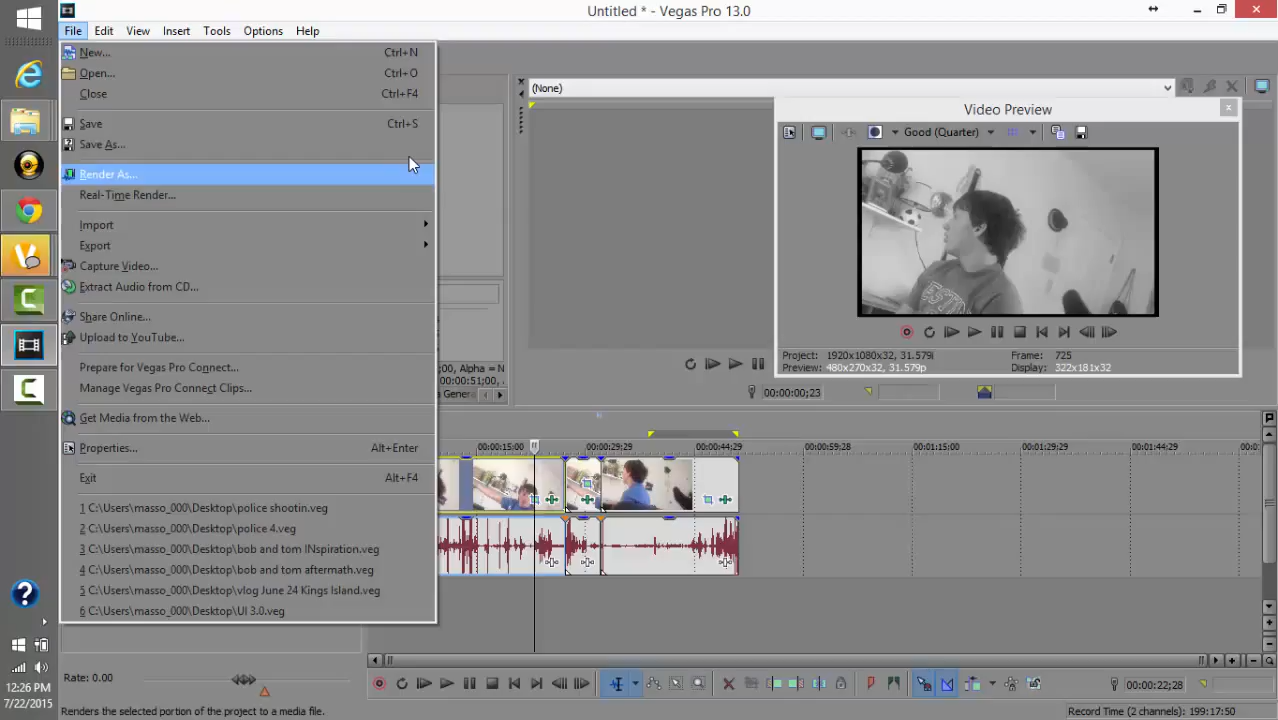 Untitled * - Vegas Pro 13.0
File Edit View Insert Tools Options Help
New... Ctrl+N
Open... Ctrl+O
Close Ctrl+F4
Save Ctrl+S
Save As...
Render As...
Real-Time Render...
Import
Export
Capture Video...
Extract Audio from CD...
Share Online...
Upload to YouTube...
Prepare for Vegas Pro Connect...
Manage Vegas Pro Connect Clips...
Get Media from the Web...
Properties... Alt+Enter
Exit Alt+F4
1 C:\Users\masso_000\Desktop\police shootin.veg
2 C:\Users\masso_000\Desktop\police 4.veg
3 C:\Users\masso_000\Desktop\bob and tom INspiration.veg
4 C:\Users\masso_000\Desktop\bob and tom aftermath.veg
5 C:\Users\masso_000\Desktop\vlog June 24 Kings Island.veg
6 C:\Users\masso_000\Desktop\UI 3.0.veg
(None)
Video Preview
Good (Quarter)
Project: 1920x1080x32, 31.579i
Frame: 725
Preview: 480x270x32, 31.579p
Display: 322x181x32
;00, Alpha = N
= 00:00:51;00,
a Gener
00:00:00;23
00:00:15;00 00:00:29;29 00:00:44;29 00:00:59;28 00:01:15;00 00:01:29;29 00:01:44;29
Rate: 0.00
00:00:22;28
12:26 PM
7/22/2015
Renders the selected portion of the project to a media file.
Record Time (2 channels): 199:17:50